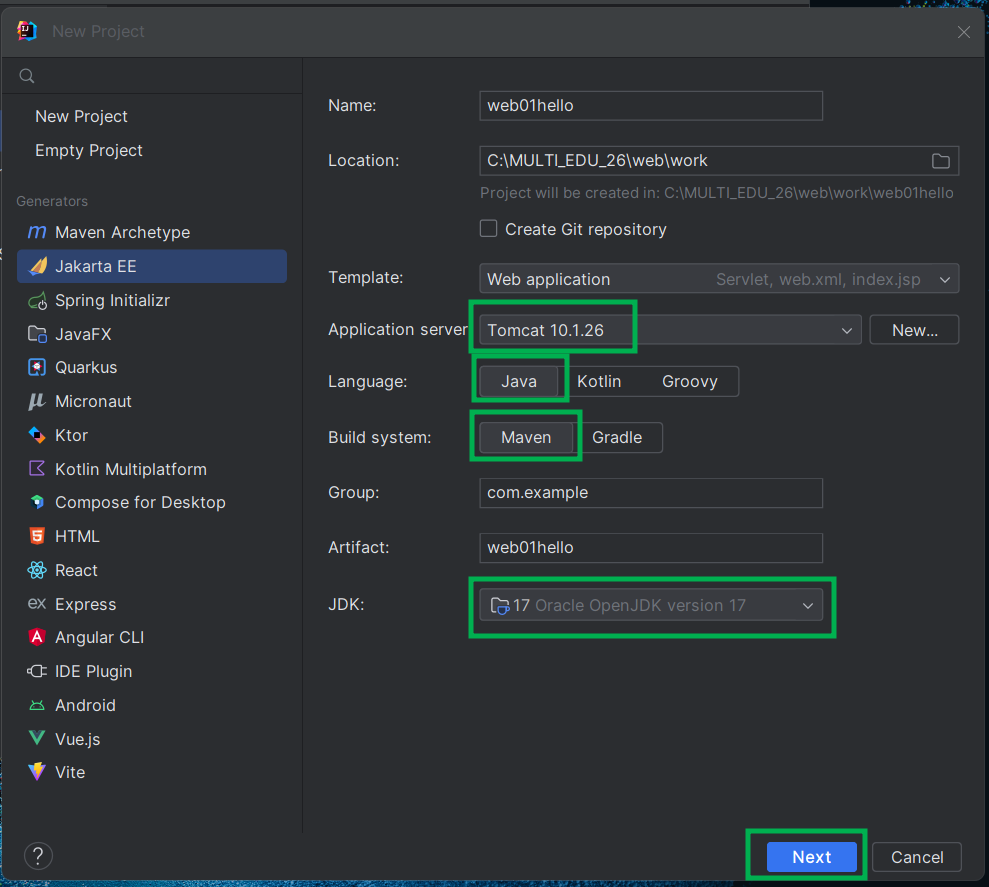 New Project
New Project
Empty Project
Generators
Maven Archetype
Jakarta EE
Spring Initializr
JavaFX
Quarkus
Micronaut
Ktor
Kotlin Multiplatform
Compose for Desktop
HTML
React
Express
Angular CLI
IDE Plugin
Android
Vue.js
Vite
Name: web01hello
Location: C:\MULTI_EDU_26\web\work
Project will be created in: C:\MULTI_EDU_26\web\work\web01hello
Create Git repository
Template: Web application Servlet, web.xml, index.jsp
Application server Tomcat 10.1.26 New...
Language: Java Kotlin Groovy
Build system: Maven Gradle
Group: com.example
Artifact: web01hello
JDK: 17 Oracle OpenJDK version 17
? Next Cancel